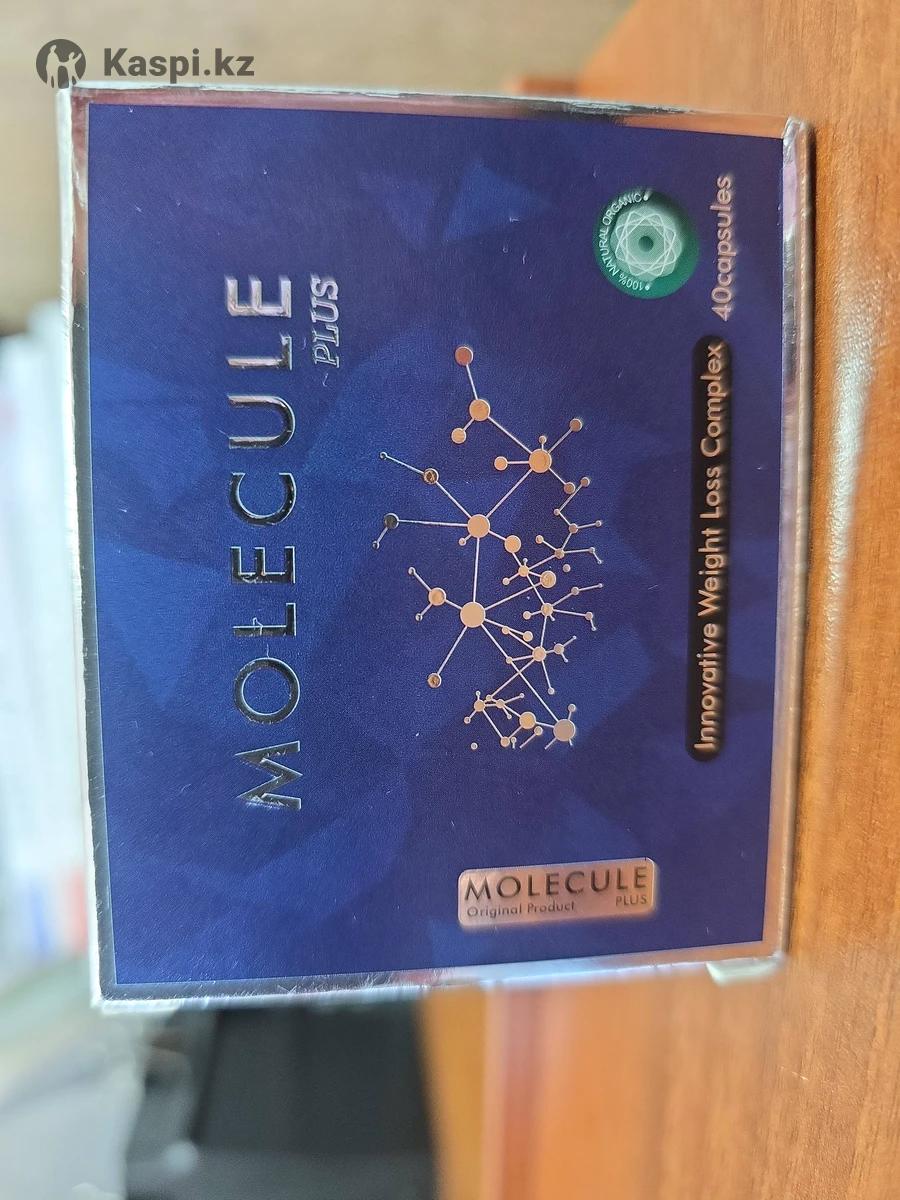 Kaspi.kz
MOLECULE
PLUS
100% NATURAL ORGANIC
Innovative Weight Loss Complex
40capsules
MOLECULE
Original Product
PLUS